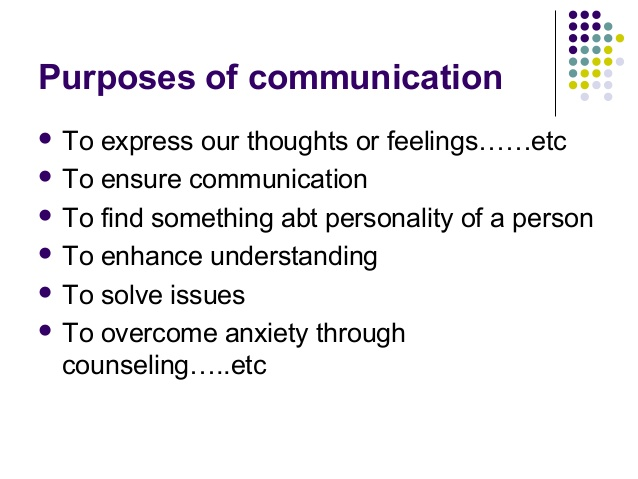 Purposes of communication
To express our thoughts or feelings……etc
To ensure communication
To find something abt personality of a person
To enhance understanding
To solve issues
To overcome anxiety through
counseling…..etc